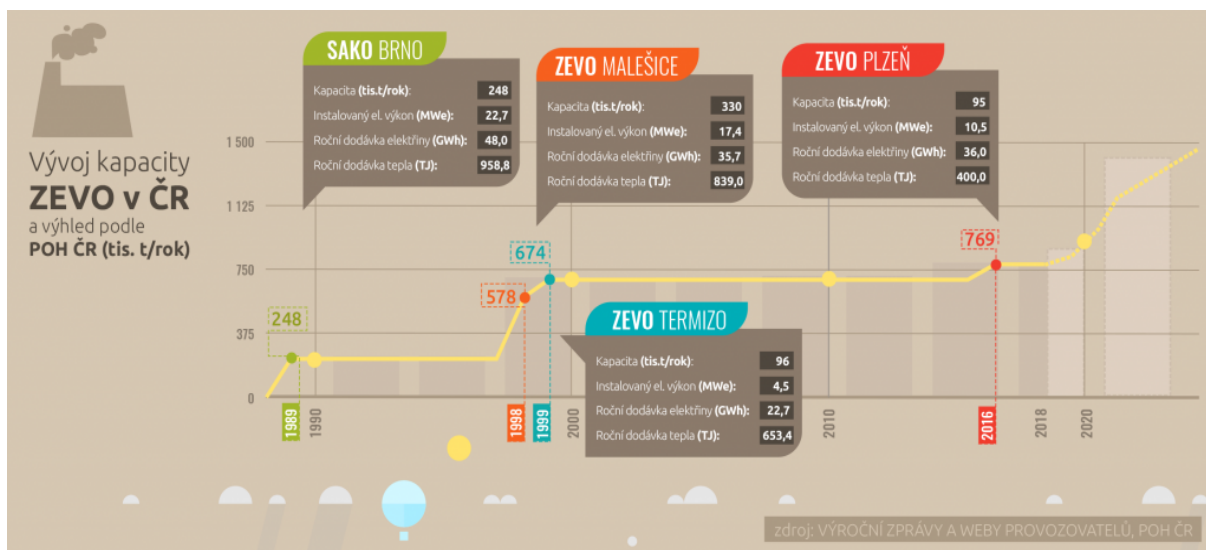 Vývoj kapacity
ZEVO v ČR
a výhled podle
POH ČR (tis. t/rok)
SAKO BRNO
Kapacita (tis.t/rok): 248
Instalovaný el. výkon (MWe): 22,7
Roční dodávka elektřiny (GWh): 48,0
Roční dodávka tepla (TJ): 958,8
ZEVO MALEŠICE
Kapacita (tis.t/rok): 330
Instalovaný el. výkon (MWe): 17,4
Roční dodávka elektřiny (GWh): 35,7
Roční dodávka tepla (TJ): 839,0
ZEVO PLZEŇ
Kapacita (tis.t/rok): 95
Instalovaný el. výkon (MWe): 10,5
Roční dodávka elektřiny (GWh): 36,0
Roční dodávka tepla (TJ): 400,0
1 500
1 125
750
375
0
248
578
674
769
ZEVO TERMIZO
Kapacita (tis.t/rok): 96
Instalovaný el. výkon (MWe): 4,5
Roční dodávka elektřiny (GWh): 22,7
Roční dodávka tepla (TJ): 653,4
1989
1990
1998
1999
2000
2010
2016
2018
2020
zdroj: VÝROČNÍ ZPRÁVY A WEBY PROVOZOVATELŮ, POH ČR